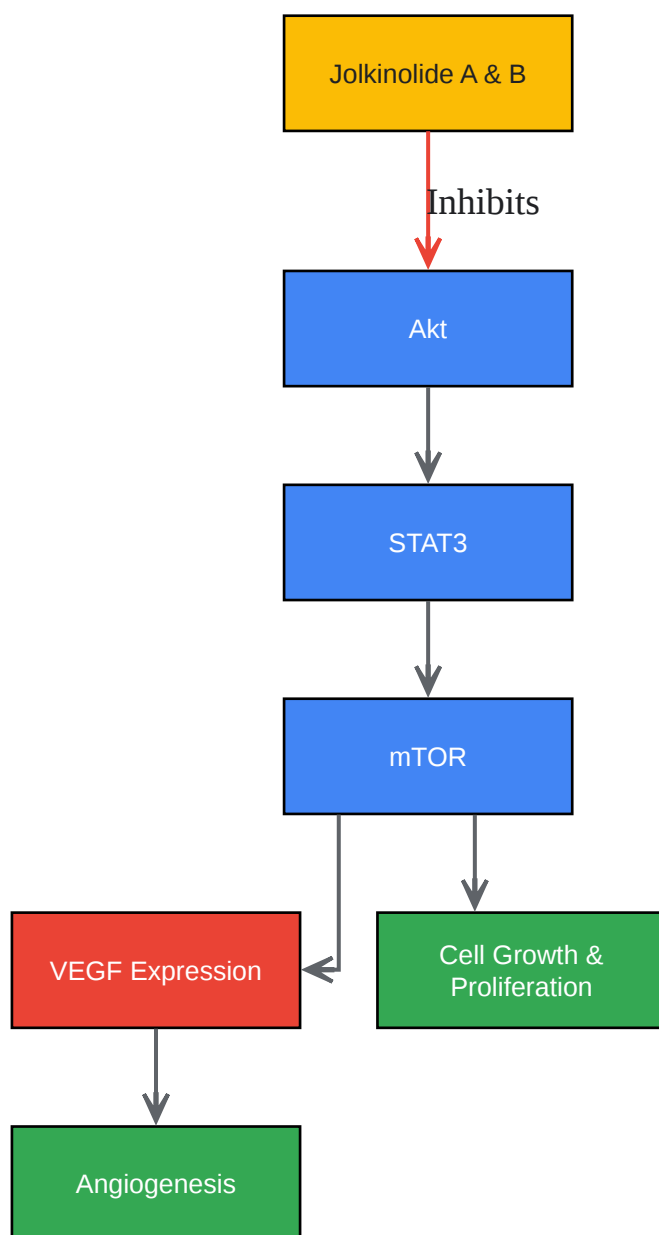 Jolkinolide A & B
Inhibits
Akt
STAT3
mTOR
VEGF Expression
Cell Growth &
Proliferation
Angiogenesis